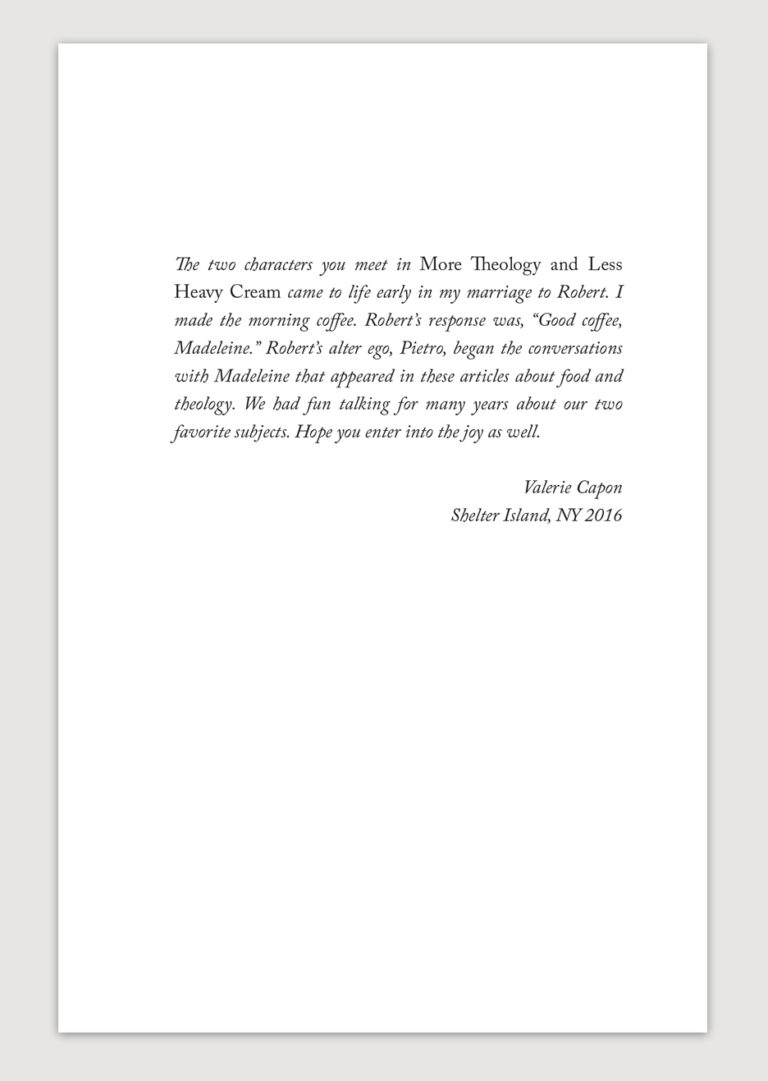 The two characters you meet in More Theology and Less
Heavy Cream came to life early in my marriage to Robert. I
made the morning coffee. Robert’s response was, “Good coffee,
Madeleine.” Robert’s alter ego, Pietro, began the conversations
with Madeleine that appeared in these articles about food and
theology. We had fun talking for many years about our two
favorite subjects. Hope you enter into the joy as well.
Valerie Capon
Shelter Island, NY 2016